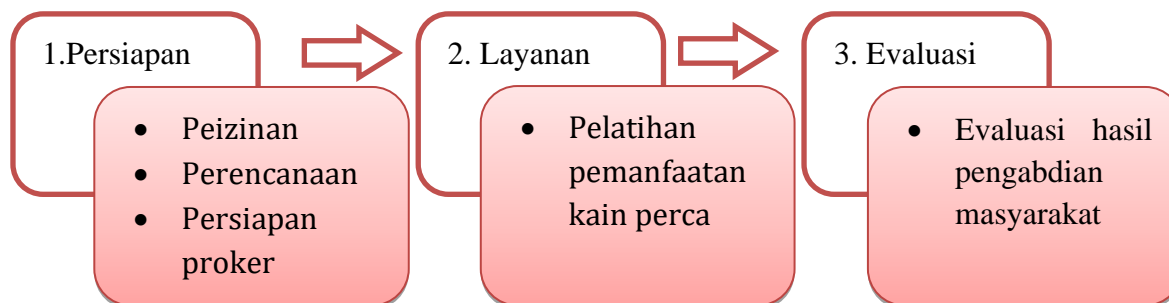 1.Persiapan
• Peizinan
• Perencanaan
• Persiapan
proker
2. Layanan
• Pelatihan
pemanfaatan
kain perca
3. Evaluasi
• Evaluasi hasil
pengabdian
masyarakat